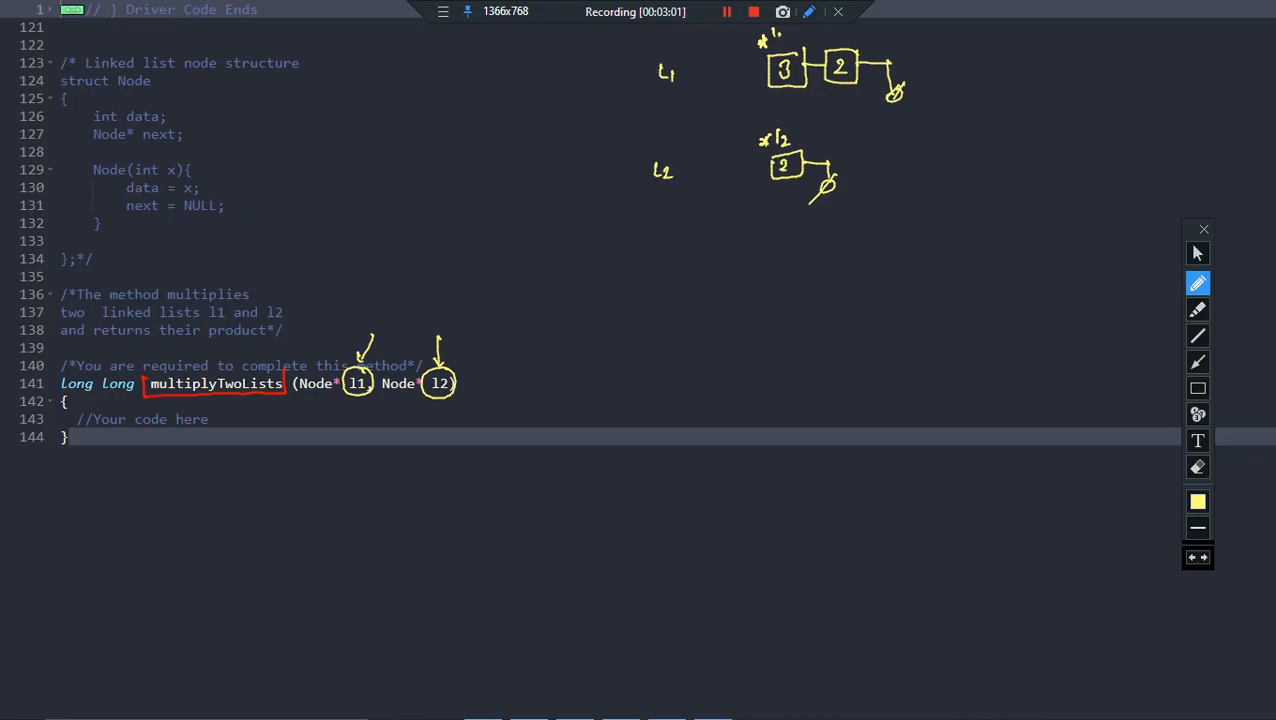 1 // } Driver Code Ends
1366x768 Recording [00:03:01]
121
122
123 /* Linked list node structure
124 struct Node
125 {
126 int data;
127 Node* next;
128
129 Node(int x){
130 data = x;
131 next = NULL;
132 }
133
134 };*/
135
136 /*The method multiplies
137 two linked lists l1 and l2
138 and returns their product*/
139
140 /*You are required to complete this method*/
141 long long multiplyTwoLists (Node* l1, Node* l2)
142 {
143 //Your code here
144 }
*l1
L1 3 2
*l2
L2 2
T